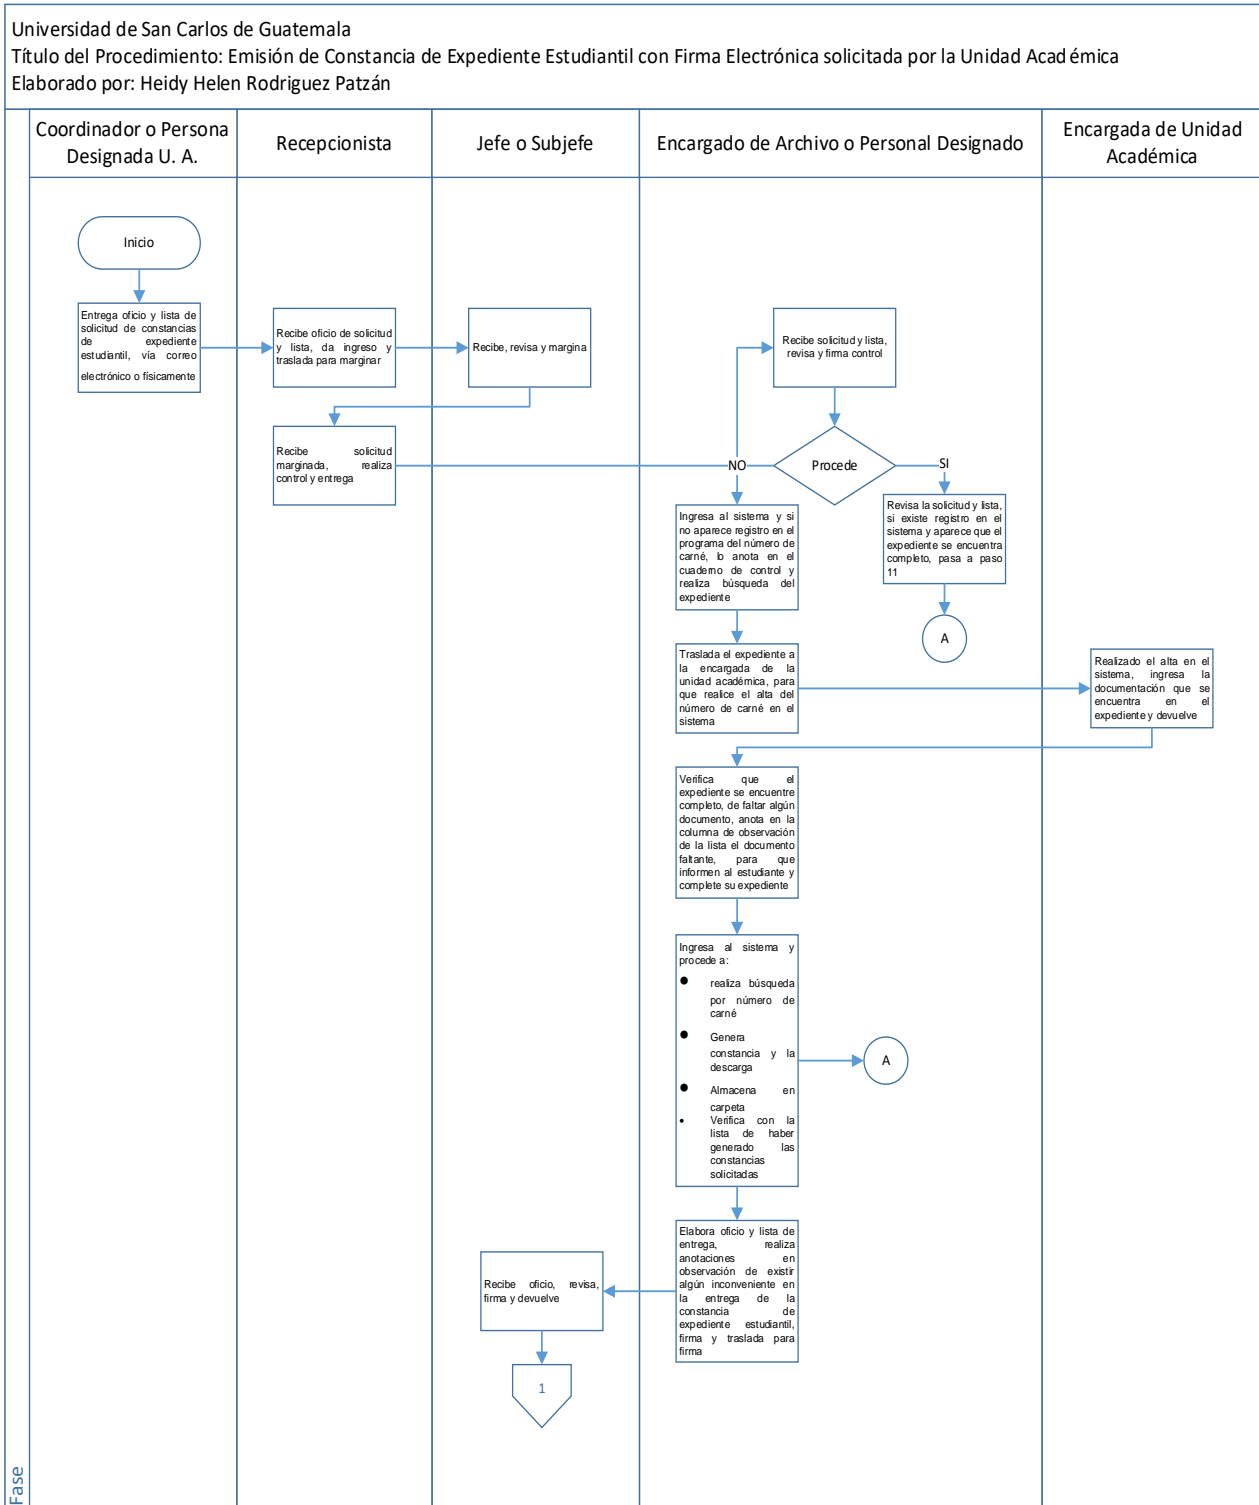 Universidad de San Carlos de Guatemala
Título del Procedimiento: Emisión de Constancia de Expediente Estudiantil con Firma Electrónica solicitada por la Unidad Académica
Elaborado por: Heidy Helen Rodriguez Patzán
Coordinador o Persona
Designada U. A.
Recepcionista
Jefe o Subjefe
Encargado de Archivo o Personal Designado
Encargada de Unidad
Académica
Inicio
Entrega oficio y lista de
solicitud de constancias
de expediente
estudiantil, vía correo
electrónico o físicamente
Recibe oficio de solicitud
y lista, da ingreso y
traslada para marginar
Recibe, revisa y margina
Recibe solicitud y lista,
revisa y firma control
Recibe solicitud
marginada, realiza
control y entrega
NO
Procede
SI
Ingresa al sistema y si
no aparece registro en el
programa del número de
carné, lo anota en el
cuaderno de control y
realiza búsqueda del
expediente
Revisa la solicitud y lista,
si existe registro en el
sistema y aparece que el
expediente se encuentra
completo, pasa a paso
11
A
Traslada el expediente a
la encargada de la
unidad académica, para
que realice el alta del
número de carné en el
sistema
Realizado el alta en el
sistema, ingresa la
documentación que se
encuentra en el
expediente y devuelve
Verifica que el
expediente se encuentre
completo, de faltar algún
documento, anota en la
columna de observación
de la lista el documento
faltante, para que
informen al estudiante y
complete su expediente
Ingresa al sistema y
procede a:
● realiza búsqueda
por número de
carné
● Genera
constancia y la
descarga
● Almacena en
carpeta
• Verifica con la
lista de haber
generado las
constancias
solicitadas
A
Elabora oficio y lista de
entrega, realiza
anotaciones en
observación de existir
algún inconveniente en
la entrega de la
constancia de
expediente estudiantil,
firma y traslada para
firma
Recibe oficio, revisa,
firma y devuelve
1
Fase